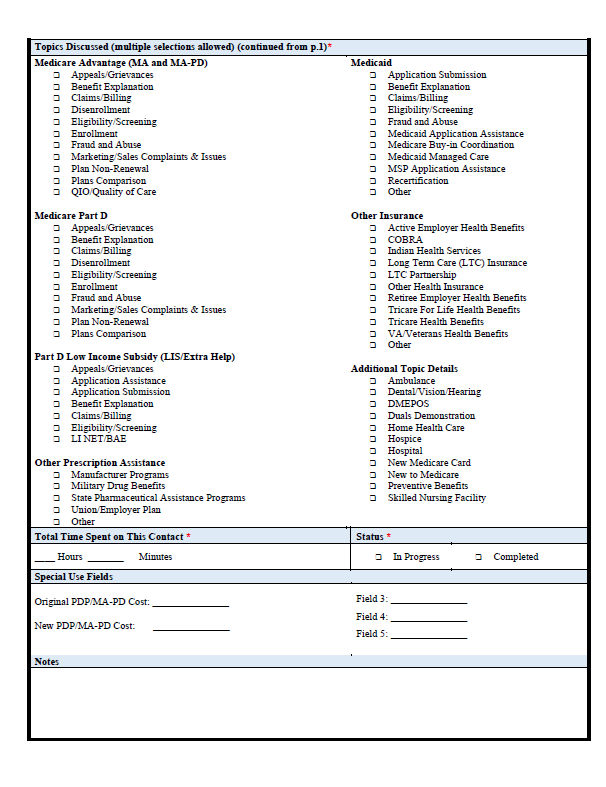 Topics Discussed (multiple selections allowed) (continued from p.1)*
Medicare Advantage (MA and MA-PD)
❑ Appeals/Grievances
❑ Benefit Explanation
❑ Claims/Billing
❑ Disenrollment
❑ Eligibility/Screening
❑ Enrollment
❑ Fraud and Abuse
❑ Marketing/Sales Complaints & Issues
❑ Plan Non-Renewal
❑ Plans Comparison
❑ QIO/Quality of Care
Medicare Part D
❑ Appeals/Grievances
❑ Benefit Explanation
❑ Claims/Billing
❑ Disenrollment
❑ Eligibility/Screening
❑ Enrollment
❑ Fraud and Abuse
❑ Marketing/Sales Complaints & Issues
❑ Plan Non-Renewal
❑ Plans Comparison
Part D Low Income Subsidy (LIS/Extra Help)
❑ Appeals/Grievances
❑ Application Assistance
❑ Application Submission
❑ Benefit Explanation
❑ Claims/Billing
❑ Eligibility/Screening
❑ LI NET/BAE
Other Prescription Assistance
❑ Manufacturer Programs
❑ Military Drug Benefits
❑ State Pharmaceutical Assistance Programs
❑ Union/Employer Plan
❑ Other
Medicaid
❑ Application Submission
❑ Benefit Explanation
❑ Claims/Billing
❑ Eligibility/Screening
❑ Fraud and Abuse
❑ Medicaid Application Assistance
❑ Medicare Buy-in Coordination
❑ Medicaid Managed Care
❑ MSP Application Assistance
❑ Recertification
❑ Other
Other Insurance
❑ Active Employer Health Benefits
❑ COBRA
❑ Indian Health Services
❑ Long Term Care (LTC) Insurance
❑ LTC Partnership
❑ Other Health Insurance
❑ Retiree Employer Health Benefits
❑ Tricare For Life Health Benefits
❑ Tricare Health Benefits
❑ VA/Veterans Health Benefits
❑ Other
Additional Topic Details
❑ Ambulance
❑ Dental/Vision/Hearing
❑ DMEPOS
❑ Duals Demonstration
❑ Home Health Care
❑ Hospice
❑ Hospital
❑ New Medicare Card
❑ New to Medicare
❑ Preventive Benefits
❑ Skilled Nursing Facility
Total Time Spent on This Contact *
____ Hours _______ Minutes
Status *
❑ In Progress ❑ Completed
Special Use Fields
Original PDP/MA-PD Cost: _______________
New PDP/MA-PD Cost: _______________
Field 3: _______________
Field 4: _______________
Field 5: _______________
Notes